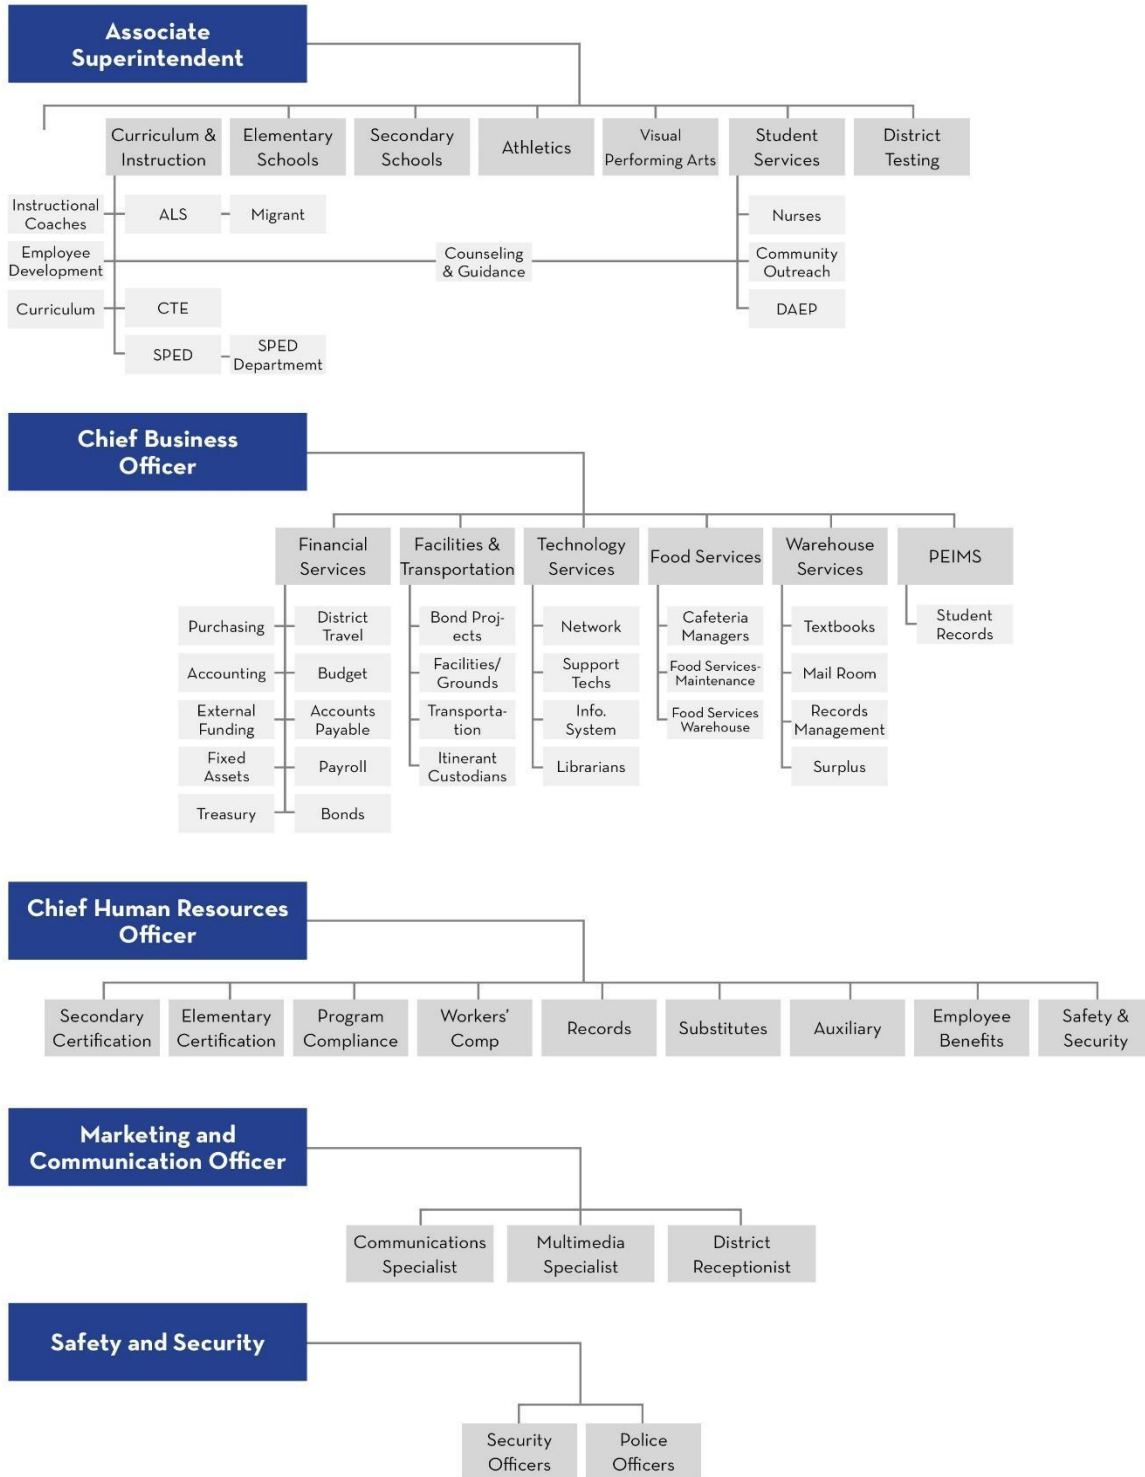 Associate
Superintendent
Curriculum &
Instruction
Elementary
Schools
Secondary
Schools
Athletics
Visual
Performing Arts
Student
Services
District
Testing
Instructional
Coaches
ALS
Migrant
Nurses
Employee
Development
Counseling
& Guidance
Community
Outreach
Curriculum
CTE
DAEP
SPED
SPED
Departmemt
Chief Business
Officer
Financial
Services
Facilities &
Transportation
Technology
Services
Food Services
Warehouse
Services
PEIMS
Purchasing
District
Travel
Bond Proj-
ects
Network
Cafeteria
Managers
Textbooks
Student
Records
Accounting
Budget
Facilities/
Grounds
Support
Techs
Food Services-
Maintenance
Mail Room
External
Funding
Accounts
Payable
Transporta-
tion
Info.
System
Food Services
Warehouse
Records
Management
Fixed
Assets
Payroll
Itinerant
Custodians
Librarians
Surplus
Treasury
Bonds
Chief Human Resources
Officer
Secondary
Certification
Elementary
Certification
Program
Compliance
Workers'
Comp
Records
Substitutes
Auxiliary
Employee
Benefits
Safety &
Security
Marketing and
Communication Officer
Communications
Specialist
Multimedia
Specialist
District
Receptionist
Safety and Security
Security
Officers
Police
Officers